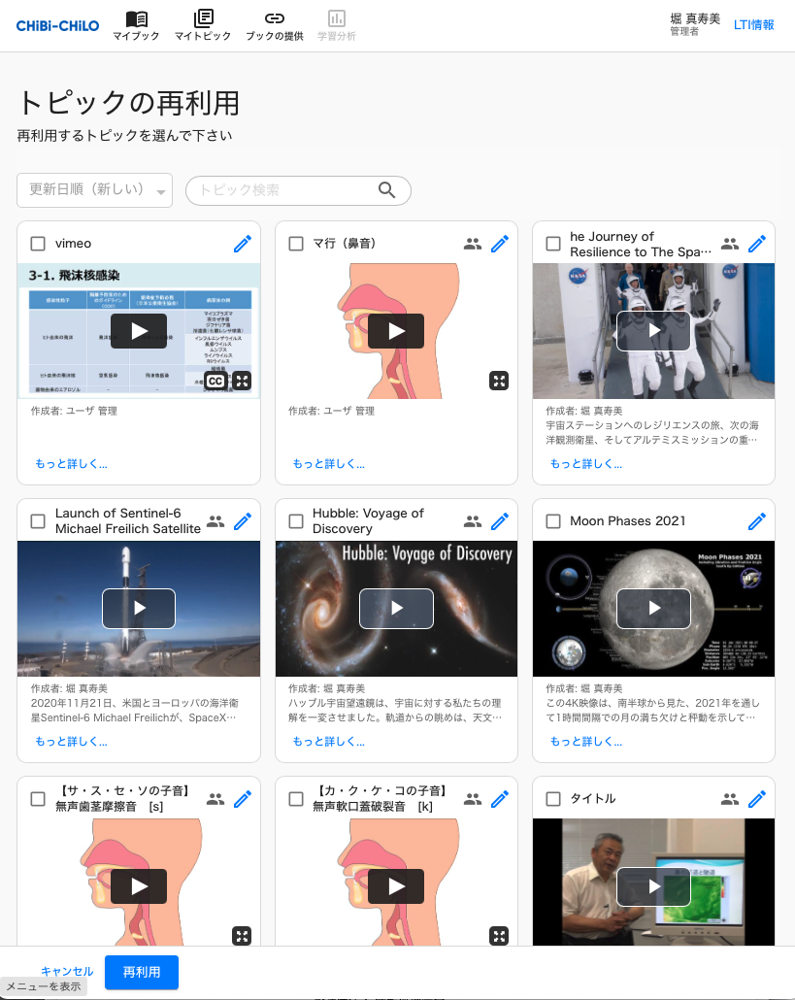 CHiBi-CHiLO
マイブック
マイトピック
ブックの提供
学習分析
堀 真寿美
管理者
LTI情報
トピックの再利用
再利用するトピックを選んで下さい
更新日順（新しい）
トピック検索
vimeo
マ行（鼻音）
he Journey of
Resilience to The Spa…
3-1. 飛沫核感染
CC
NASA
作成者: ユーザ 管理
もっと詳しく...
作成者: ユーザ 管理
もっと詳しく...
作成者: 堀 真寿美
宇宙ステーションへのレジリエンスの旅、次の海
洋観測衛星、そしてアルテミスミッションの重…
もっと詳しく...
Launch of Sentinel-6
Michael Freilich Satellite
Hubble: Voyage of
Discovery
Moon Phases 2021
Hubble: Voyage of Discovery
Moon Phases 2021
作成者: 堀 真寿美
2020年11月21日、米国とヨーロッパの海洋衛
星Sentinel-6 Michael Freilichが、SpaceX…
もっと詳しく...
作成者: 堀 真寿美
ハッブル宇宙望遠鏡は、宇宙に対する私たちの理
解を一変させました。軌道からの眺めは、天文…
もっと詳しく...
作成者: 堀 真寿美
この4K映像は、南半球から見た、2021年を通し
て1時間間隔での月の満ち欠けと秤動を示して…
もっと詳しく...
【サ・ス・セ・ソの子音】
無声歯茎摩擦音 [s]
【カ・ク・ケ・コの子音】
無声軟口蓋破裂音 [k]
タイトル
キャンセル
再利用
メニューを表示